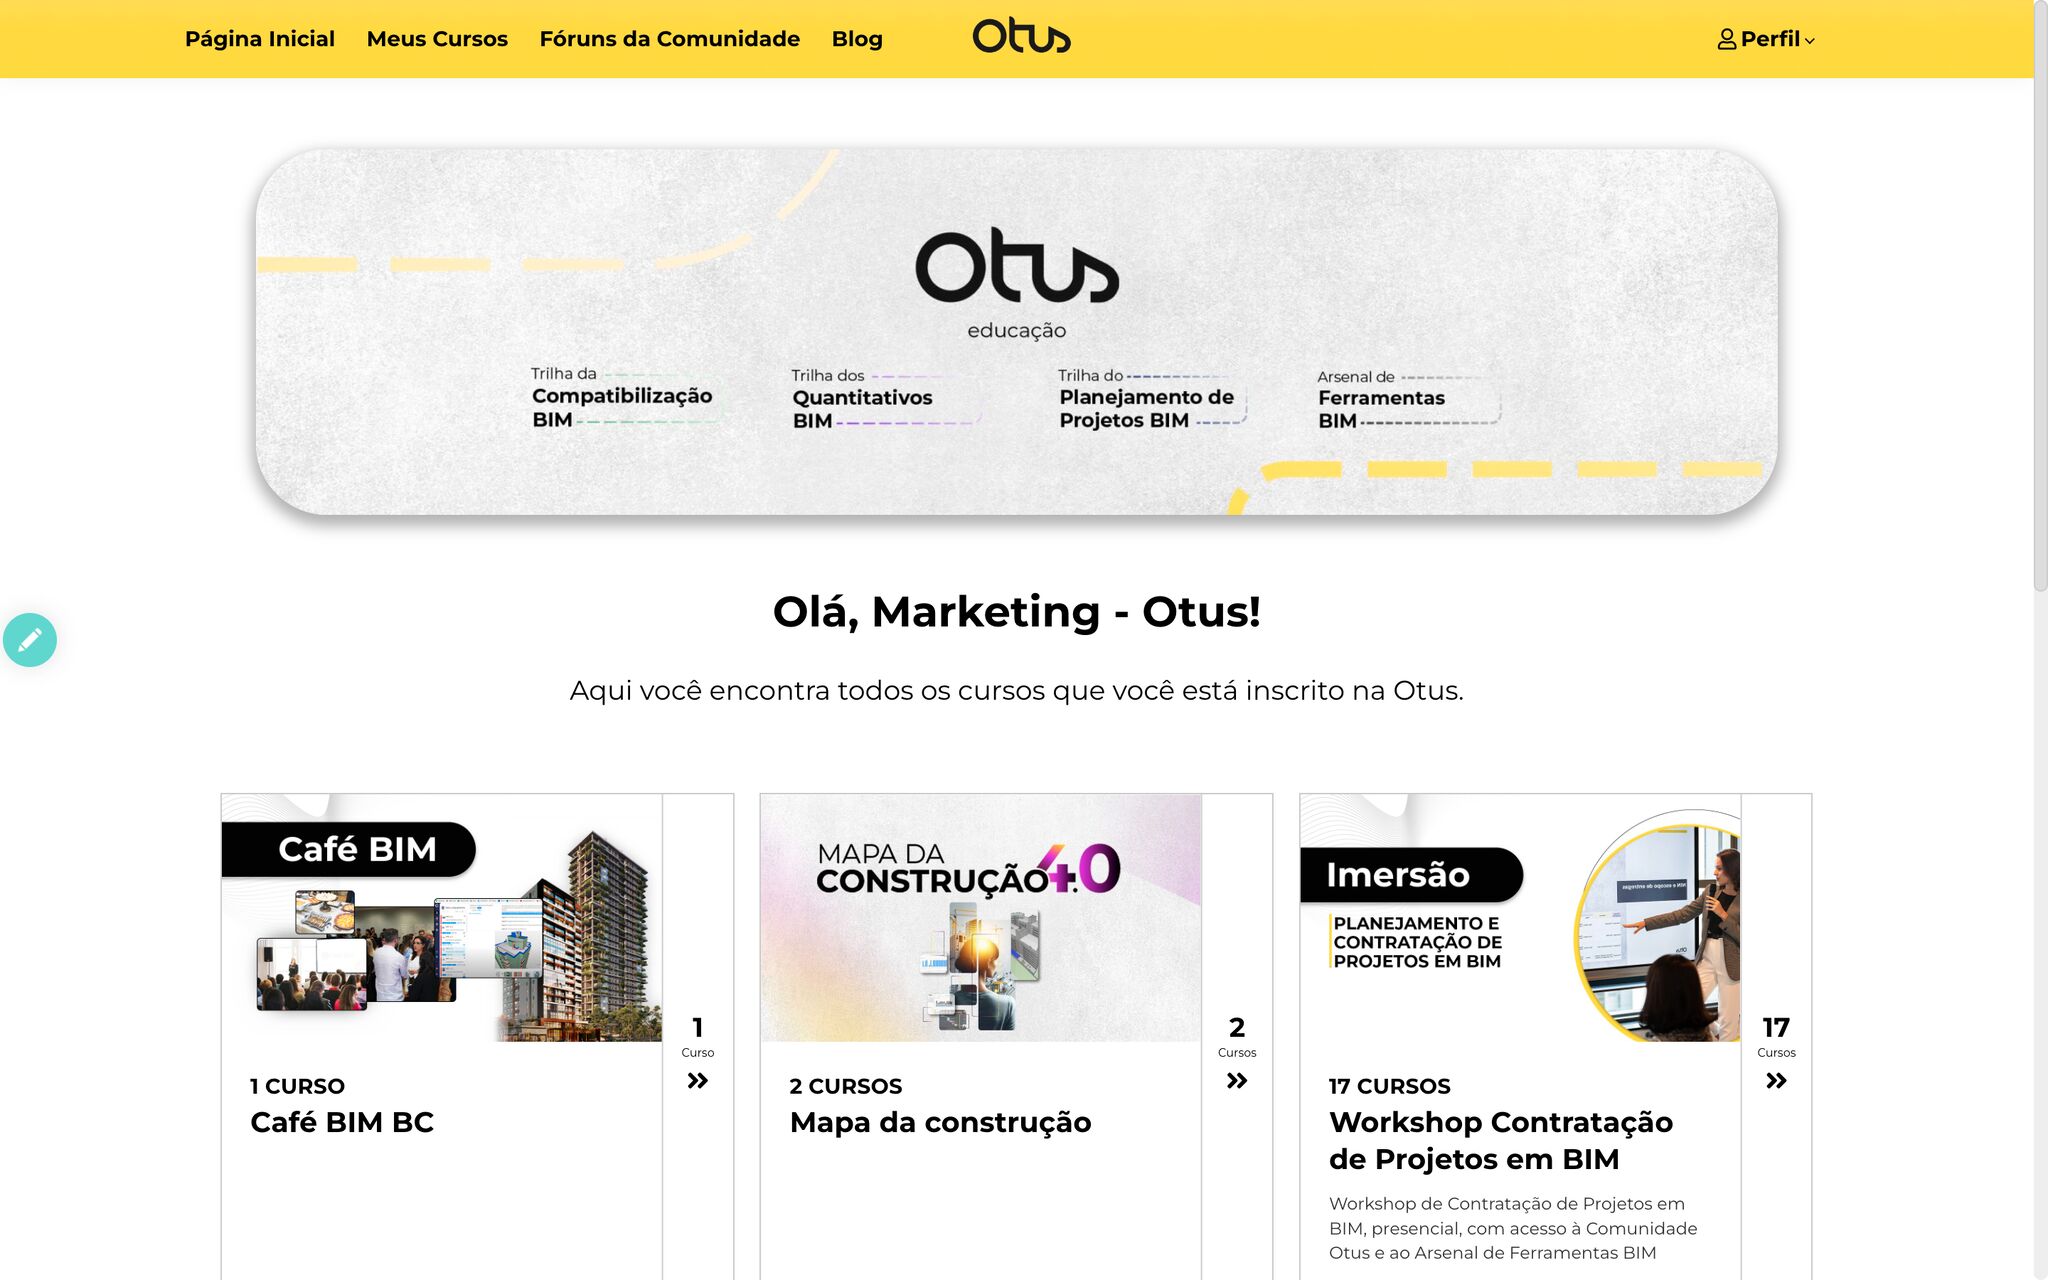 Página Inicial Meus Cursos Fóruns da Comunidade Blog Otus Perfil
Otus
educação
Trilha da
Compatibilização
BIM
Trilha dos
Quantitativos
BIM
Trilha do
Planejamento de
Projetos BIM
Arsenal de
Ferramentas
BIM
Olá, Marketing - Otus!
Aqui você encontra todos os cursos que você está inscrito na Otus.
Café BIM
1
Curso
1 CURSO
Café BIM BC
MAPA DA
CONSTRUÇÃO 4.0
2
Cursos
2 CURSOS
Mapa da construção
Imersão
PLANEJAMENTO E
CONTRATAÇÃO DE
PROJETOS EM BIM
17
Cursos
17 CURSOS
Workshop Contratação
de Projetos em BIM
Workshop de Contratação de Projetos em
BIM, presencial, com acesso à Comunidade
Otus e ao Arsenal de Ferramentas BIM